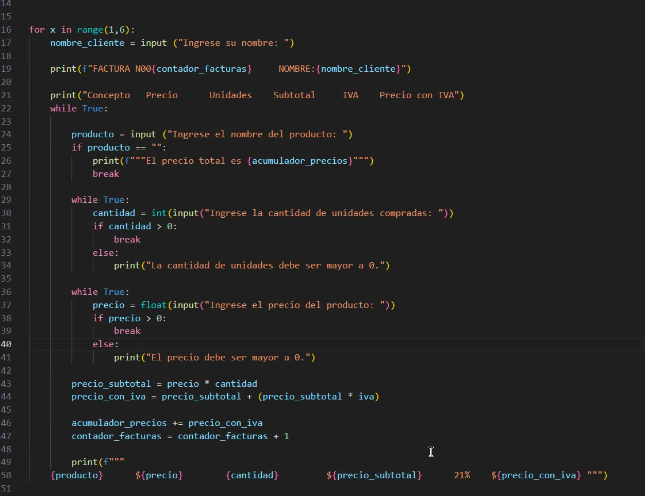 14
15
16 for x in range(1,6):
17     nombre_cliente = input ("Ingrese su nombre: ")
18
19     print(f"FACTURA N00{contador_facturas}     NOMBRE:{nombre_cliente}")
20
21     print("Concepto   Precio      Unidades    Subtotal     IVA    Precio con IVA")
22     while True:
23
24         producto = input ("Ingrese el nombre del producto: ")
25         if producto == "":
26             print(f"""El precio total es {acumulador_precios}""")
27             break
28
29         while True:
30             cantidad = int(input("Ingrese la cantidad de unidades compradas: "))
31             if cantidad > 0:
32                 break
33             else:
34                 print("La cantidad de unidades debe ser mayor a 0.")
35
36         while True:
37             precio = float(input("Ingrese el precio del producto: "))
38             if precio > 0:
39                 break
40             else:
41                 print("El precio debe ser mayor a 0.")
42
43         precio_subtotal = precio * cantidad
44         precio_con_iva = precio_subtotal + (precio_subtotal * iva)
45
46         acumulador_precios += precio_con_iva
47         contador_facturas = contador_facturas + 1
48
49         print(f"""
50     {producto}      ${precio}        {cantidad}         ${precio_subtotal}      21%    ${precio_con_iva} """)
51